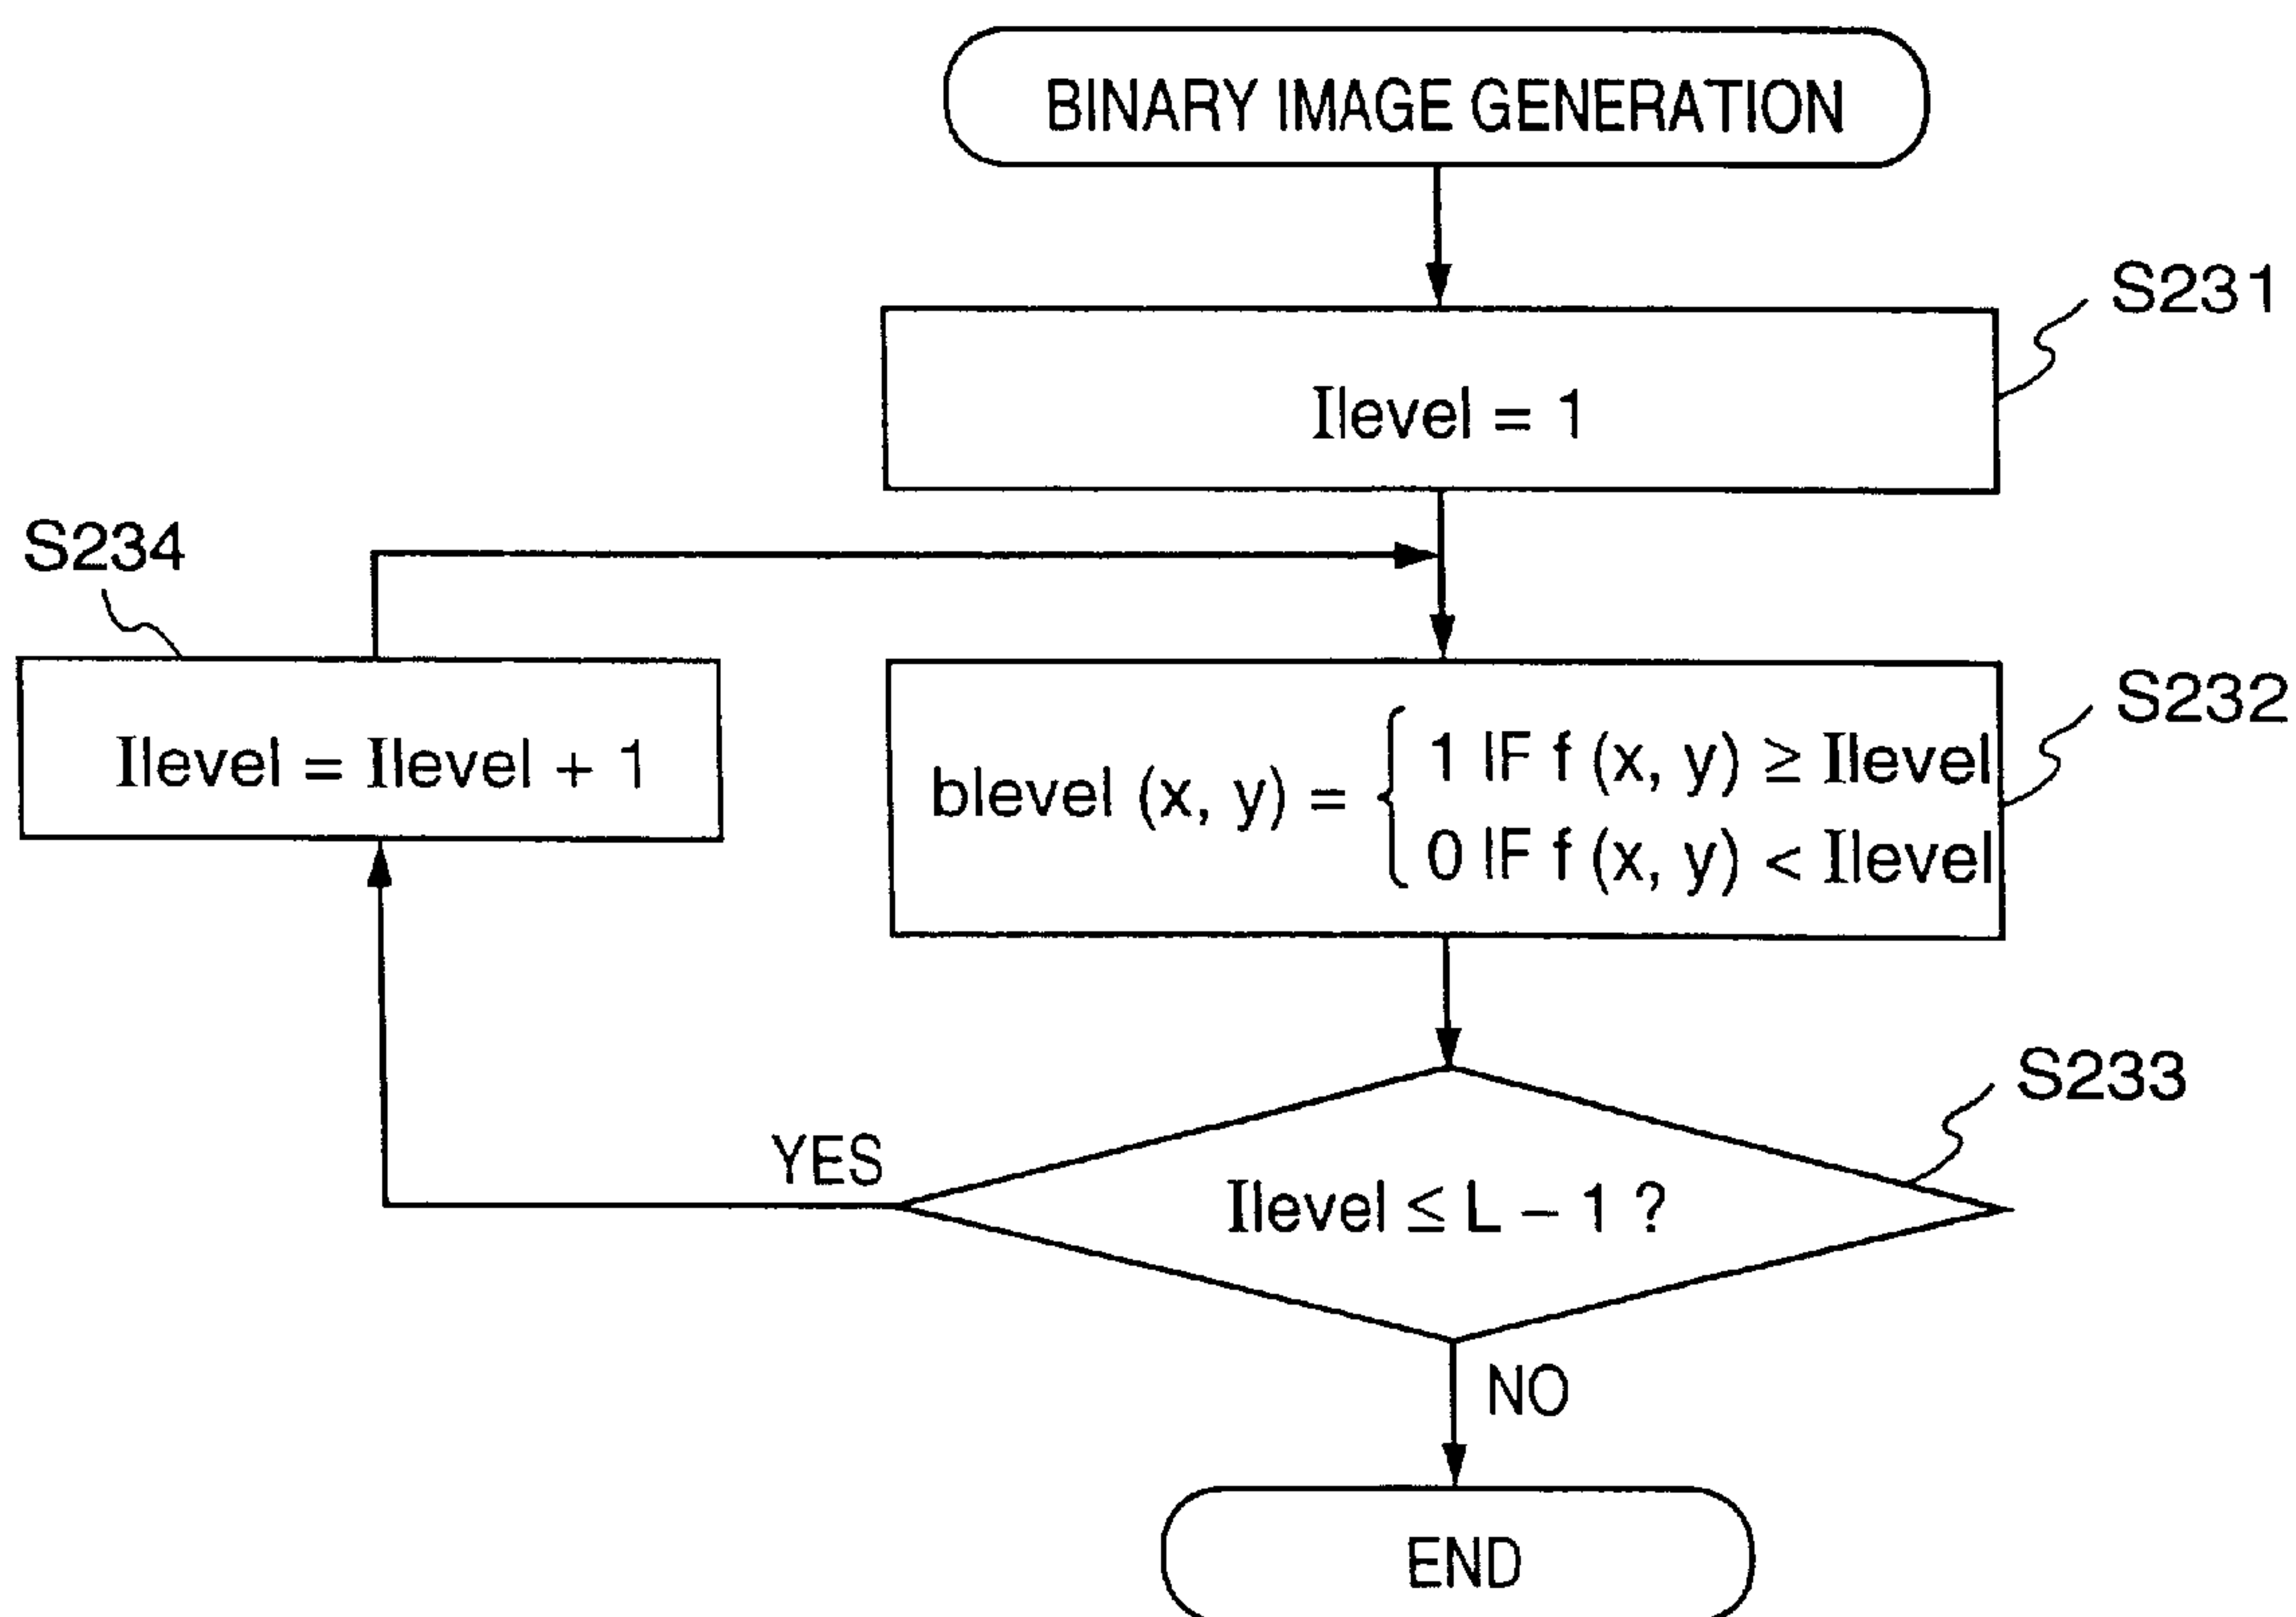 BINARY IMAGE GENERATION
S231
Ilevel = 1
S234
Ilevel = Ilevel + 1
S232
blevel (x, y) = { 1 IF f (x, y) ≥ Ilevel
0 IF f (x, y) < Ilevel
S233
YES
Ilevel ≤ L – 1 ?
NO
END